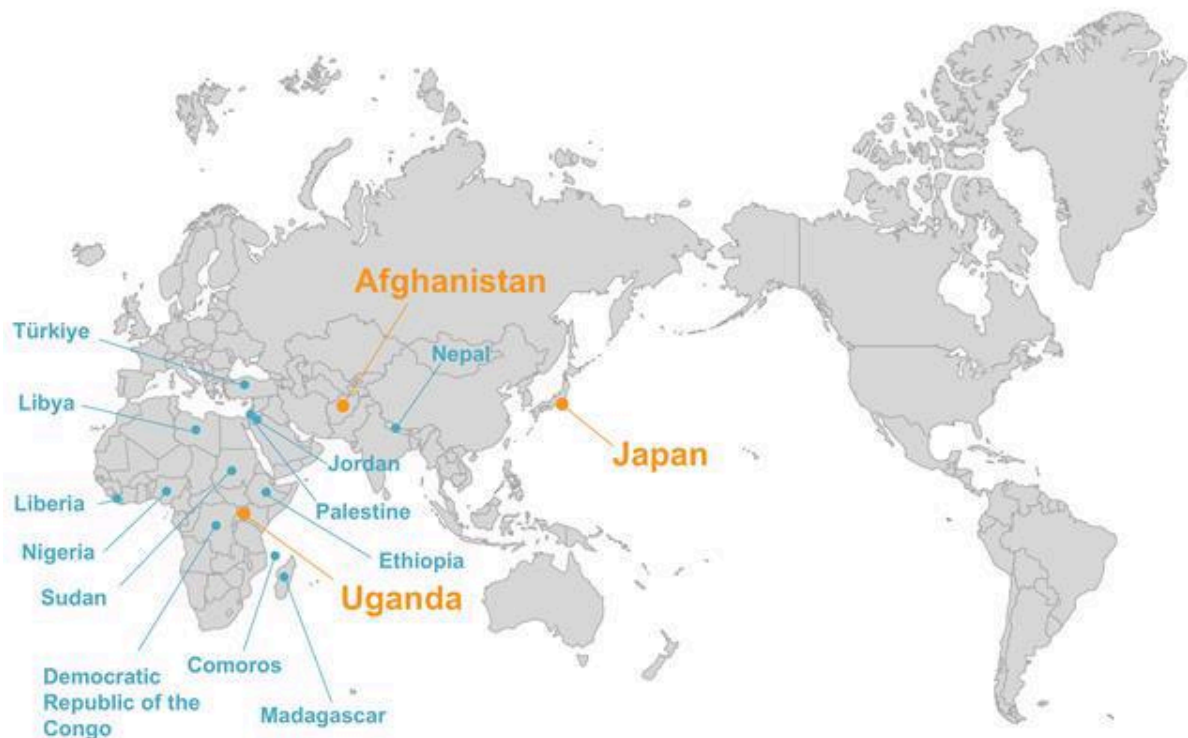 Afghanistan
Türkiye
Nepal
Libya
Japan
Jordan
Liberia
Palestine
Nigeria
Ethiopia
Sudan
Uganda
Comoros
Democratic
Republic of the
Congo
Madagascar